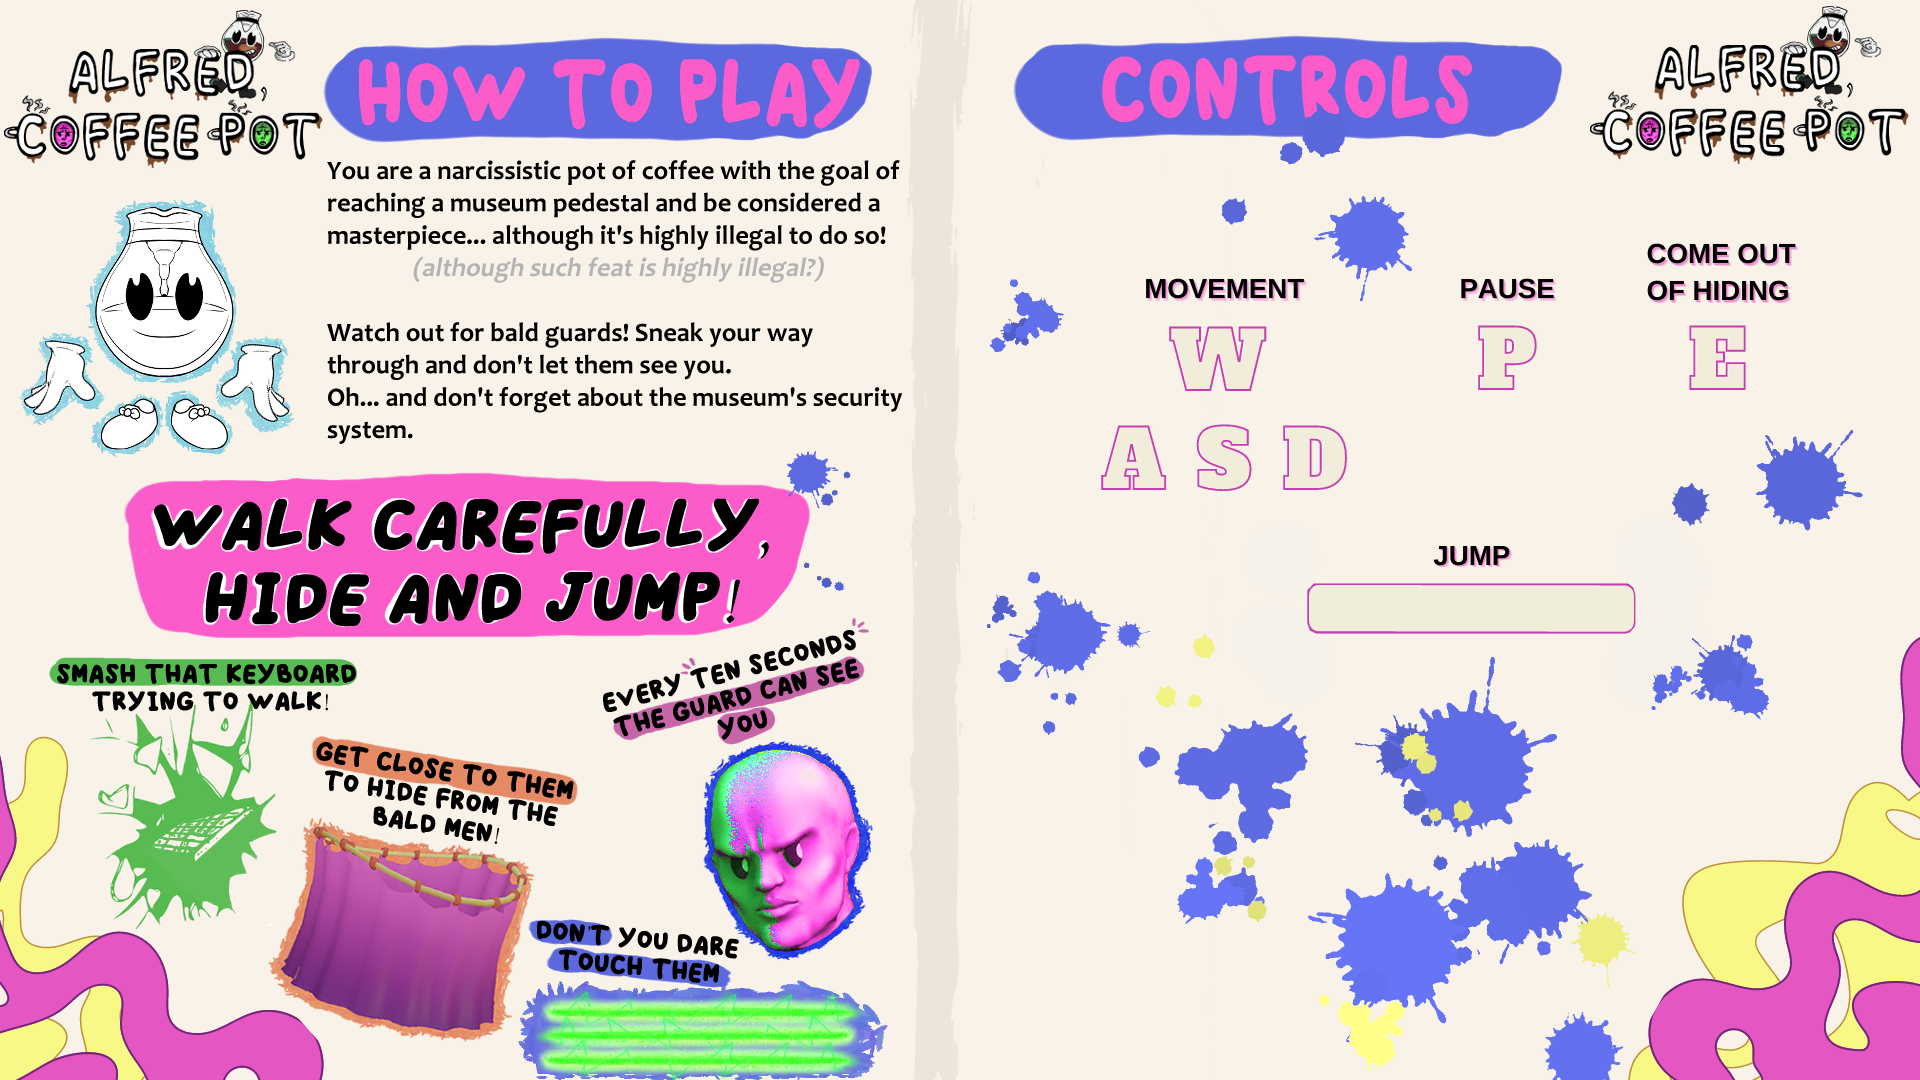 ALFRED,
COFFEE POT
HOW TO PLAY
You are a narcissistic pot of coffee with the goal of
reaching a museum pedestal and be considered a
masterpiece... although it's highly illegal to do so!
(although such feat is highly illegal?)
Watch out for bald guards! Sneak your way
through and don't let them see you.
Oh... and don't forget about the museum's security
system.
WALK CAREFULLY,
HIDE AND JUMP!
SMASH THAT KEYBOARD
TRYING TO WALK!
GET CLOSE TO THEM
TO HIDE FROM THE
BALD MEN!
EVERY TEN SECONDS
THE GUARD CAN SEE
YOU
DON'T YOU DARE
TOUCH THEM
CONTROLS
ALFRED,
COFFEE POT
MOVEMENT
W
A S D
PAUSE
P
COME OUT
OF HIDING
E
JUMP